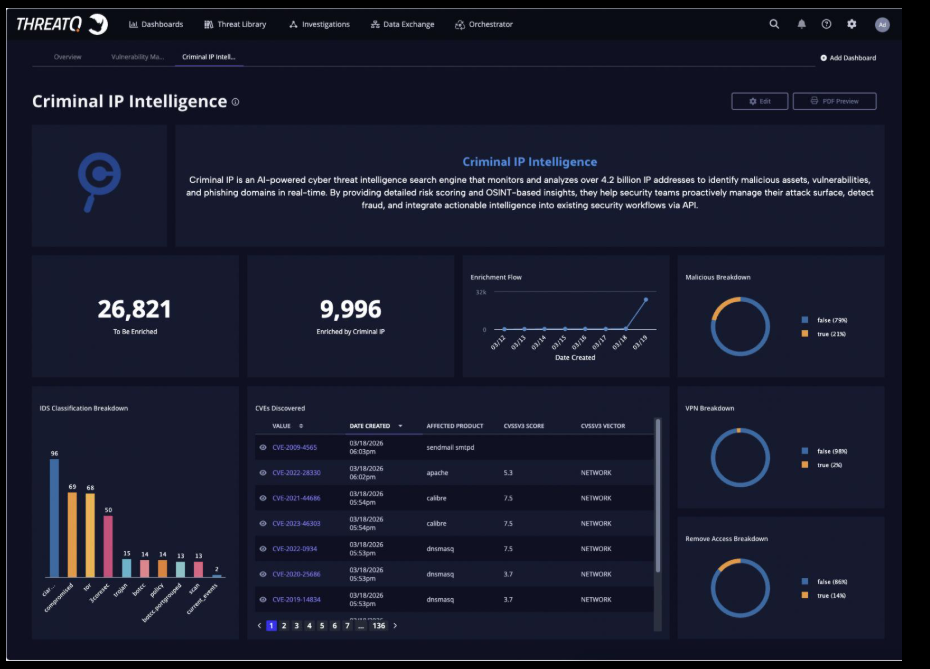 THREATQ
Dashboards
Threat Library
Investigations
Data Exchange
Orchestrator
Ad
Overview
Vulnerability Ma...
Criminal IP Intell...
Add Dashboard
Criminal IP Intelligence
Edit
PDF Preview
Criminal IP Intelligence
Criminal IP is an AI-powered cyber threat intelligence search engine that monitors and analyzes over 4.2 billion IP addresses to identify malicious assets, vulnerabilities,
and phishing domains in real-time. By providing detailed risk scoring and OSINT-based insights, they help security teams proactively manage their attack surface, detect
fraud, and integrate actionable intelligence into existing security workflows via API.
26,821
To Be Enriched
9,996
Enriched by Criminal IP
Enrichment Flow
32k
0
03/12
03/13
03/14
03/15
03/16
03/17
03/18
03/19
Date Created
Malicious Breakdown
false (79%)
true (21%)
IDS Classification Breakdown
96
69
68
50
15
14
14
13
13
2
ciar...
compromised
tor
3coresec
trojan
botcc
policy
botcc.portgrouped
scan
current_events
CVEs Discovered
VALUE DATE CREATED AFFECTED PRODUCT CVSSV3 SCORE CVSSV3 VECTOR
CVE-2009-4565 03/18/2026 06:03pm sendmail smtpd
CVE-2022-28330 03/18/2026 06:02pm apache 5.3 NETWORK
CVE-2021-44686 03/18/2026 05:54pm calibre 7.5 NETWORK
CVE-2023-46303 03/18/2026 05:54pm calibre 7.5 NETWORK
CVE-2022-0934 03/18/2026 05:53pm dnsmasq 7.5 NETWORK
CVE-2020-25686 03/18/2026 05:53pm dnsmasq 3.7 NETWORK
CVE-2019-14834 03/18/2026 05:53pm dnsmasq 3.7 NETWORK
1 2 3 4 5 6 7 ... 136
VPN Breakdown
false (98%)
true (2%)
Remove Access Breakdown
false (86%)
true (14%)